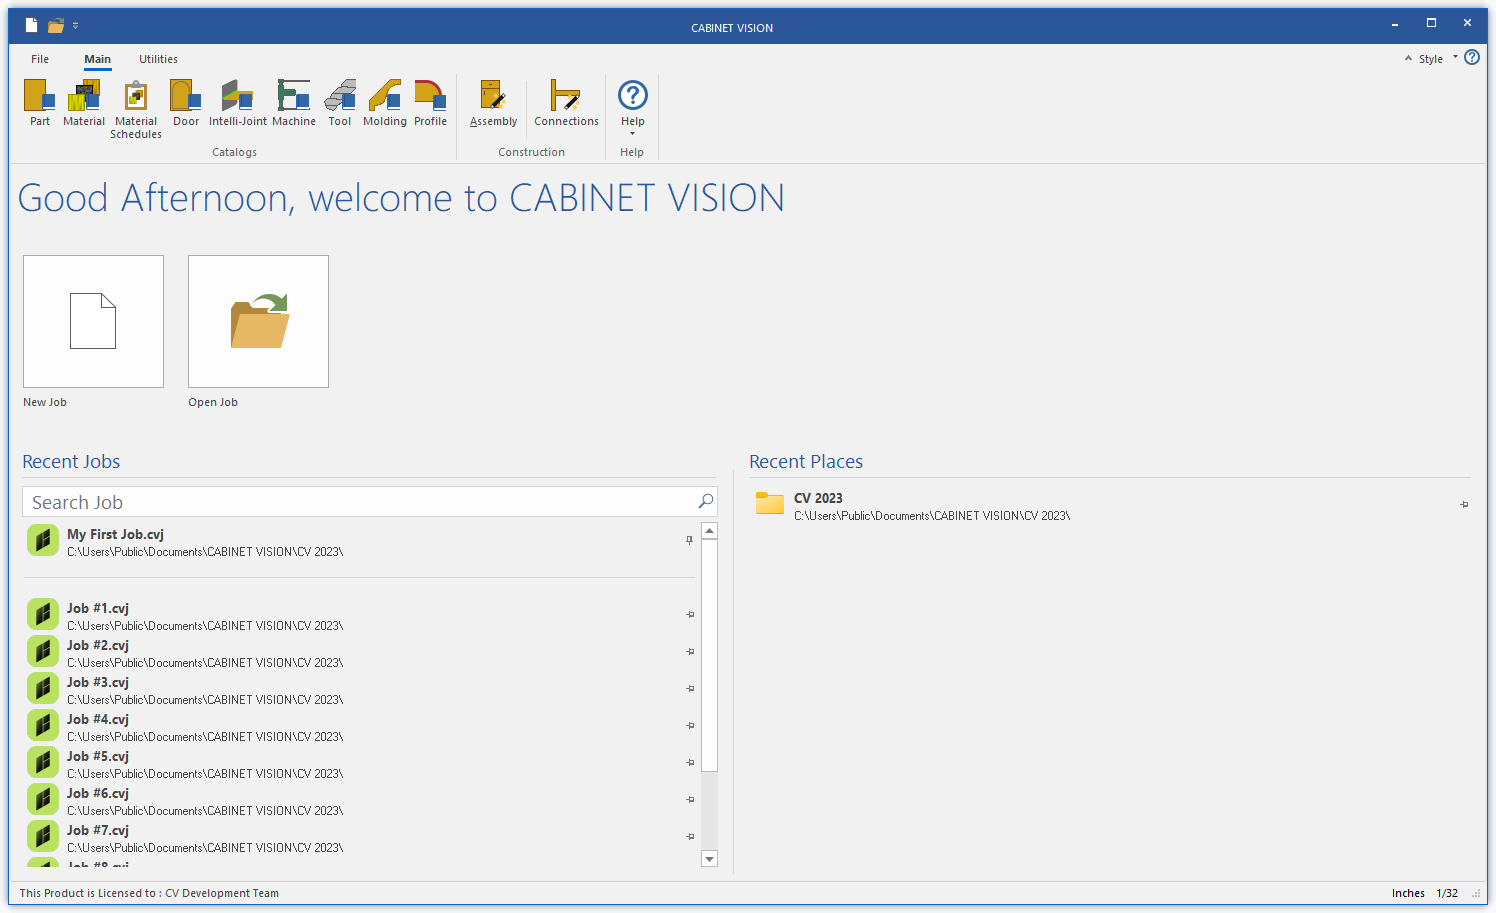 CABINET VISION
File Main Utilities Style
Part Material Material Schedules Door Intelli-Joint Machine Tool Molding Profile Assembly Connections Help
Catalogs Construction Help
Good Afternoon, welcome to CABINET VISION
New Job Open Job
Recent Jobs
Search Job
My First Job.cvj
C:\Users\Public\Documents\CABINET VISION\CV 2023\
Job #1.cvj
C:\Users\Public\Documents\CABINET VISION\CV 2023\
Job #2.cvj
C:\Users\Public\Documents\CABINET VISION\CV 2023\
Job #3.cvj
C:\Users\Public\Documents\CABINET VISION\CV 2023\
Job #4.cvj
C:\Users\Public\Documents\CABINET VISION\CV 2023\
Job #5.cvj
C:\Users\Public\Documents\CABINET VISION\CV 2023\
Job #6.cvj
C:\Users\Public\Documents\CABINET VISION\CV 2023\
Job #7.cvj
C:\Users\Public\Documents\CABINET VISION\CV 2023\
Job #8.cvj
Recent Places
CV 2023
C:\Users\Public\Documents\CABINET VISION\CV 2023\
This Product is Licensed to : CV Development Team
Inches 1/32